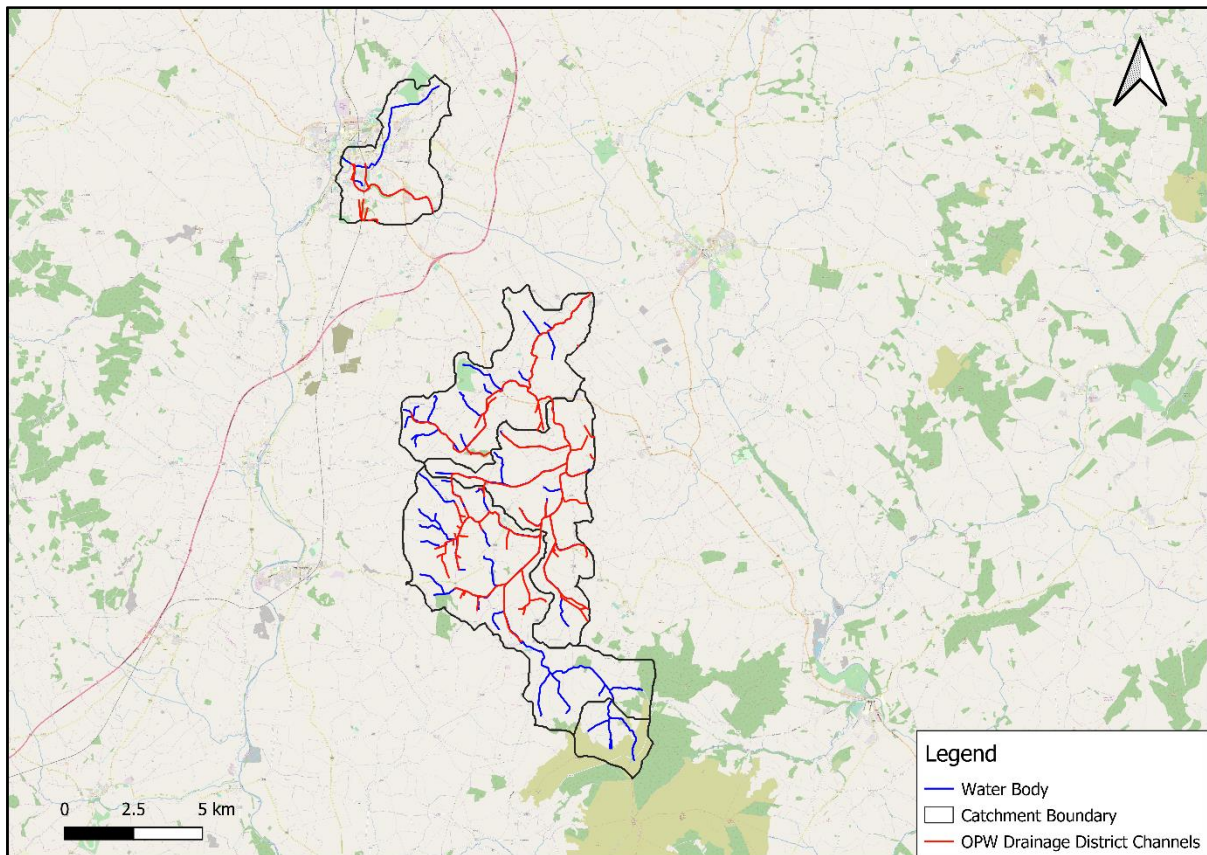 Legend
Water Body
Catchment Boundary
OPW Drainage District Channels
0 2.5 5 km